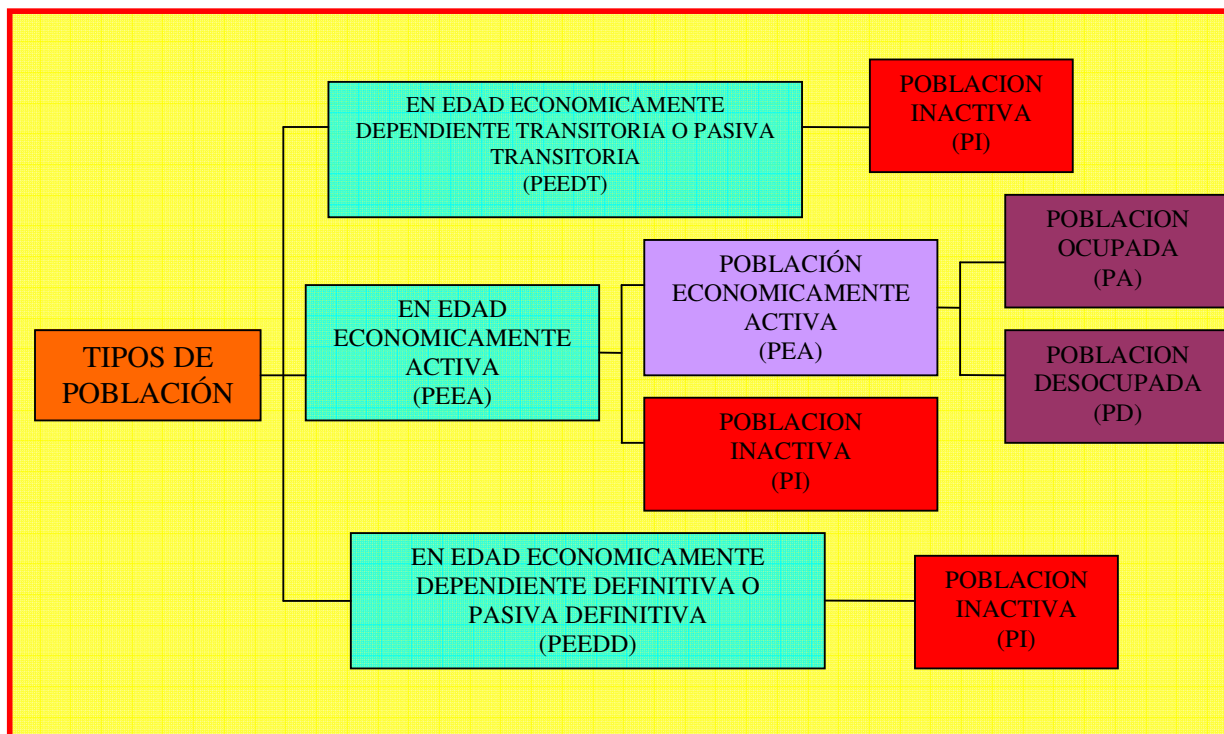 TIPOS DE
POBLACIÓN
EN EDAD ECONOMICAMENTE
DEPENDIENTE TRANSITORIA O PASIVA
TRANSITORIA
(PEEDT)
POBLACION
INACTIVA
(PI)
EN EDAD
ECONOMICAMENTE
ACTIVA
(PEEA)
POBLACIÓN
ECONOMICAMENTE
ACTIVA
(PEA)
POBLACION
OCUPADA
(PA)
POBLACION
DESOCUPADA
(PD)
POBLACION
INACTIVA
(PI)
EN EDAD ECONOMICAMENTE
DEPENDIENTE DEFINITIVA O
PASIVA DEFINITIVA
(PEEDD)
POBLACION
INACTIVA
(PI)